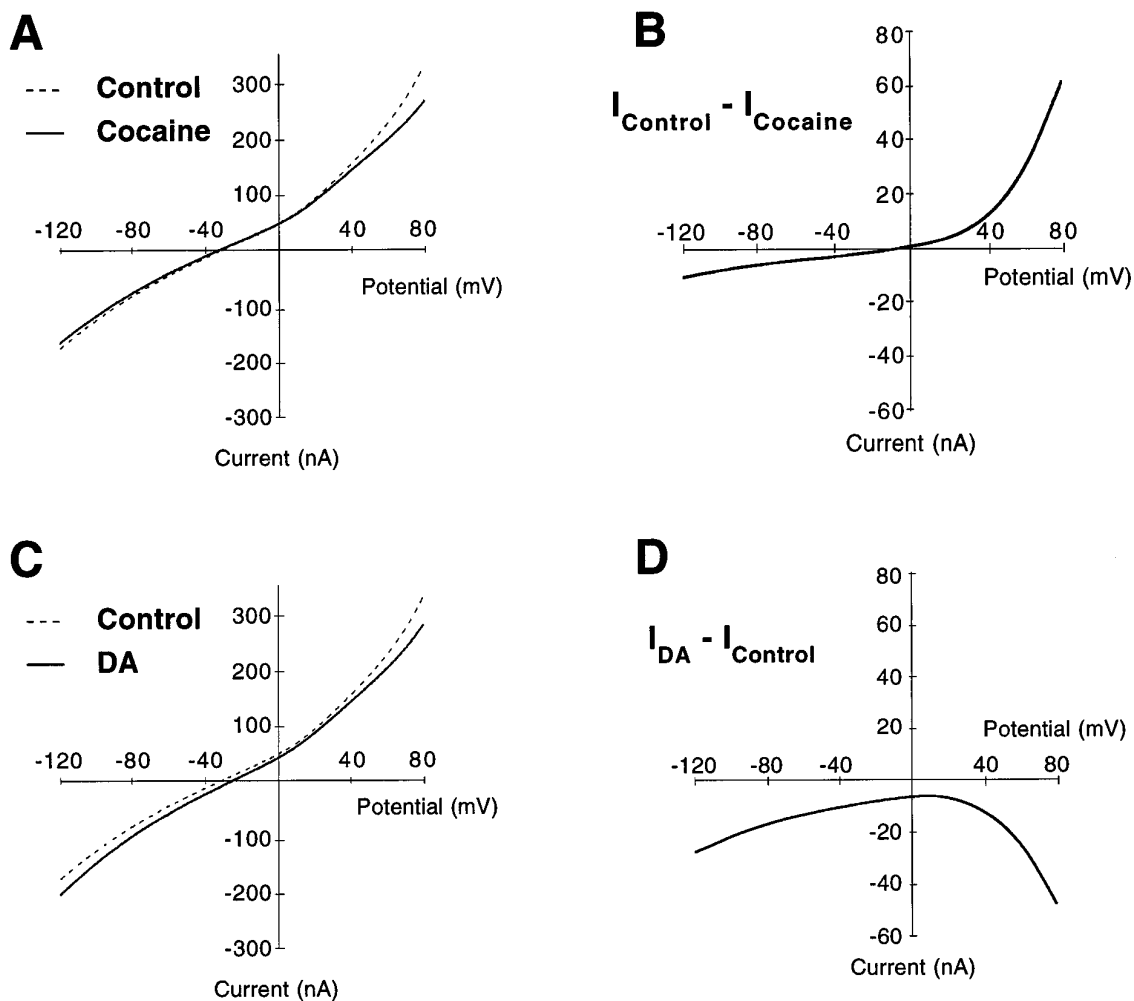 A
Control
Cocaine
300
200
100
-120 -80 -40 40 80
Potential (mV)
-100
-200
-300
Current (nA)
B
I Control - I Cocaine
80
60
40
20
-120 -80 -40 40 80
Potential (mV)
-20
-40
-60
Current (nA)
C
Control
DA
300
200
100
-120 -80 -40 40 80
Potential (mV)
-100
-200
-300
Current (nA)
D
I DA - I Control
80
60
40
20
Potential (mV)
-120 -80 -40 40 80
-20
-40
-60
Current (nA)